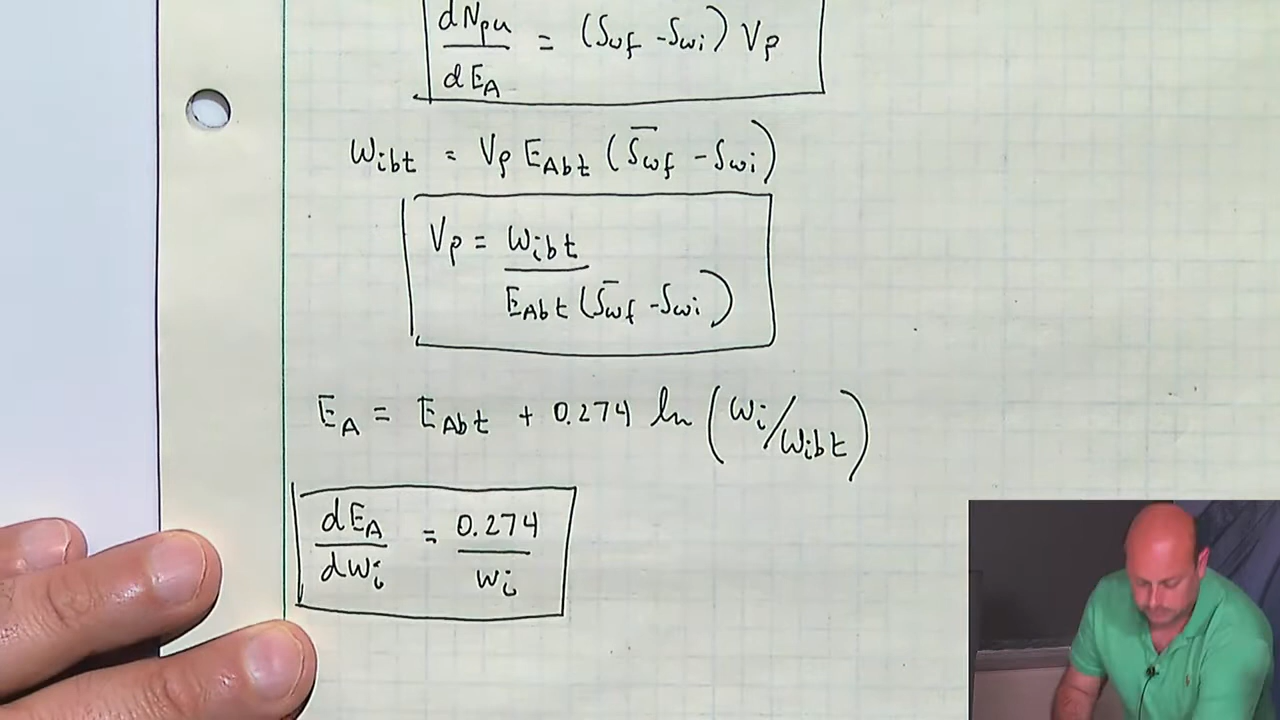 dNpu/dEA = (Swf - Swi) Vp
Wibt = Vp EAbt (S̅wf - Swi)
Vp = Wibt / EAbt (S̅wf - Swi)
EA = EAbt + 0.274 ln (Wi/Wibt)
dEA/dWi = 0.274/Wi